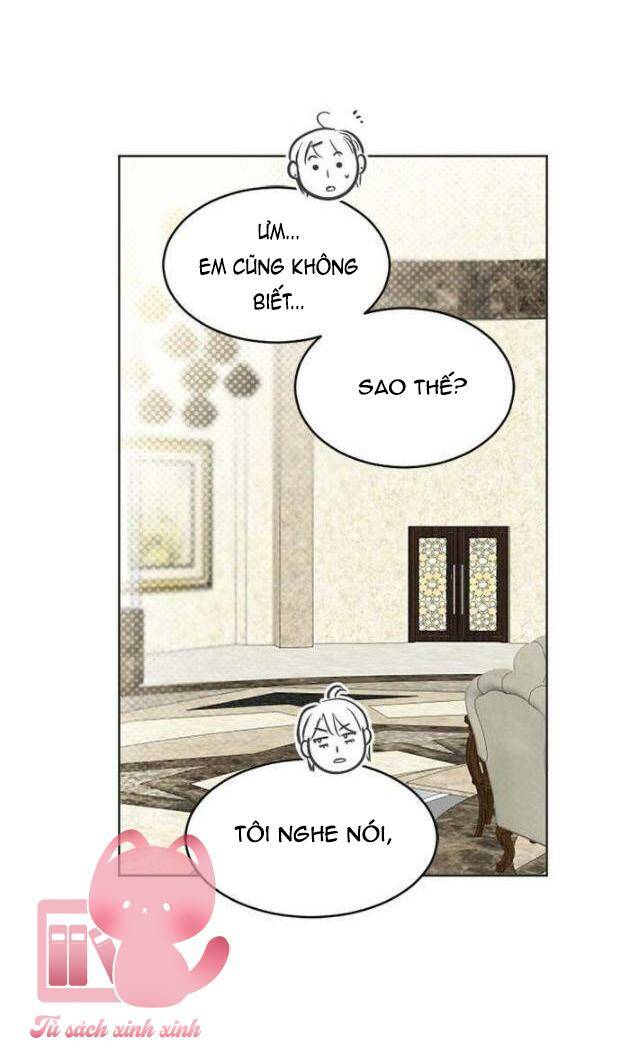 ƯM...
EM CŨNG KHÔNG
BIẾT...
SAO THẾ?
TÔI NGHE NÓI,
Tủ sách xinh xinh